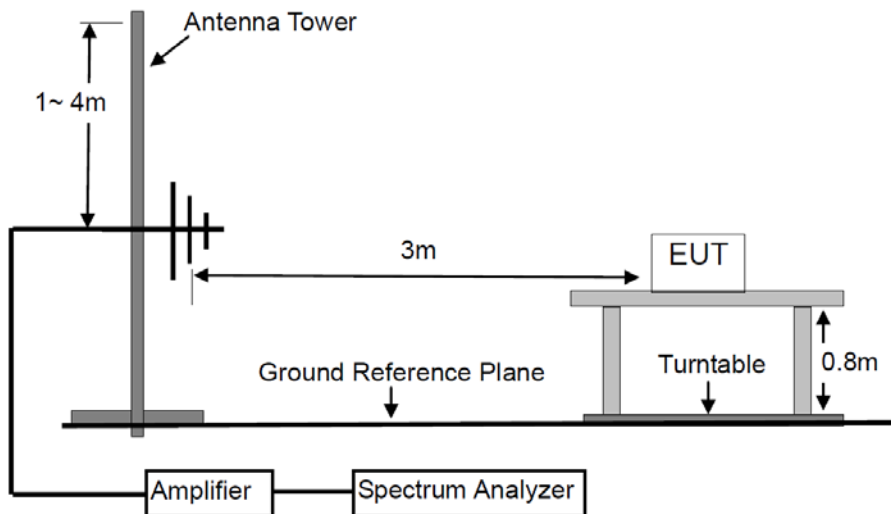 Antenna Tower
1~ 4m
3m
EUT
Ground Reference Plane
Turntable
0.8m
Amplifier
Spectrum Analyzer